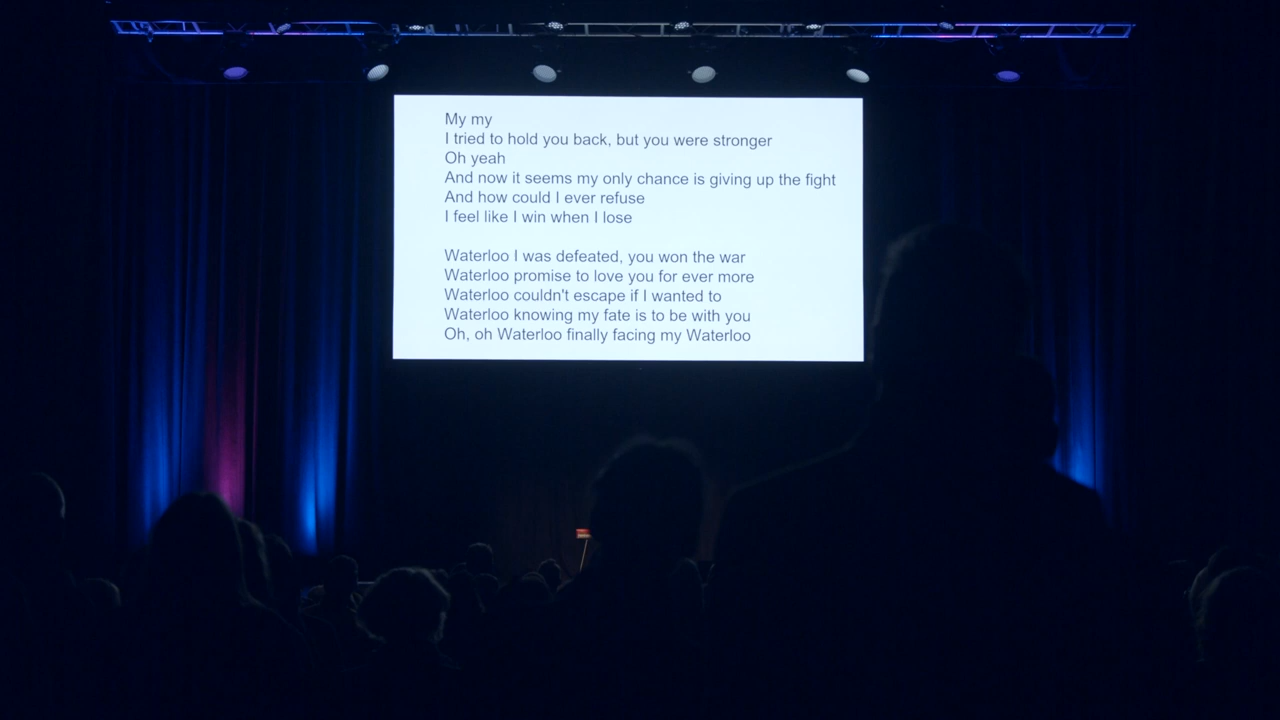 My my
I tried to hold you back, but you were stronger
Oh yeah
And now it seems my only chance is giving up the fight
And how could I ever refuse
I feel like I win when I lose
Waterloo I was defeated, you won the war
Waterloo promise to love you for ever more
Waterloo couldn't escape if I wanted to
Waterloo knowing my fate is to be with you
Oh, oh Waterloo finally facing my Waterloo